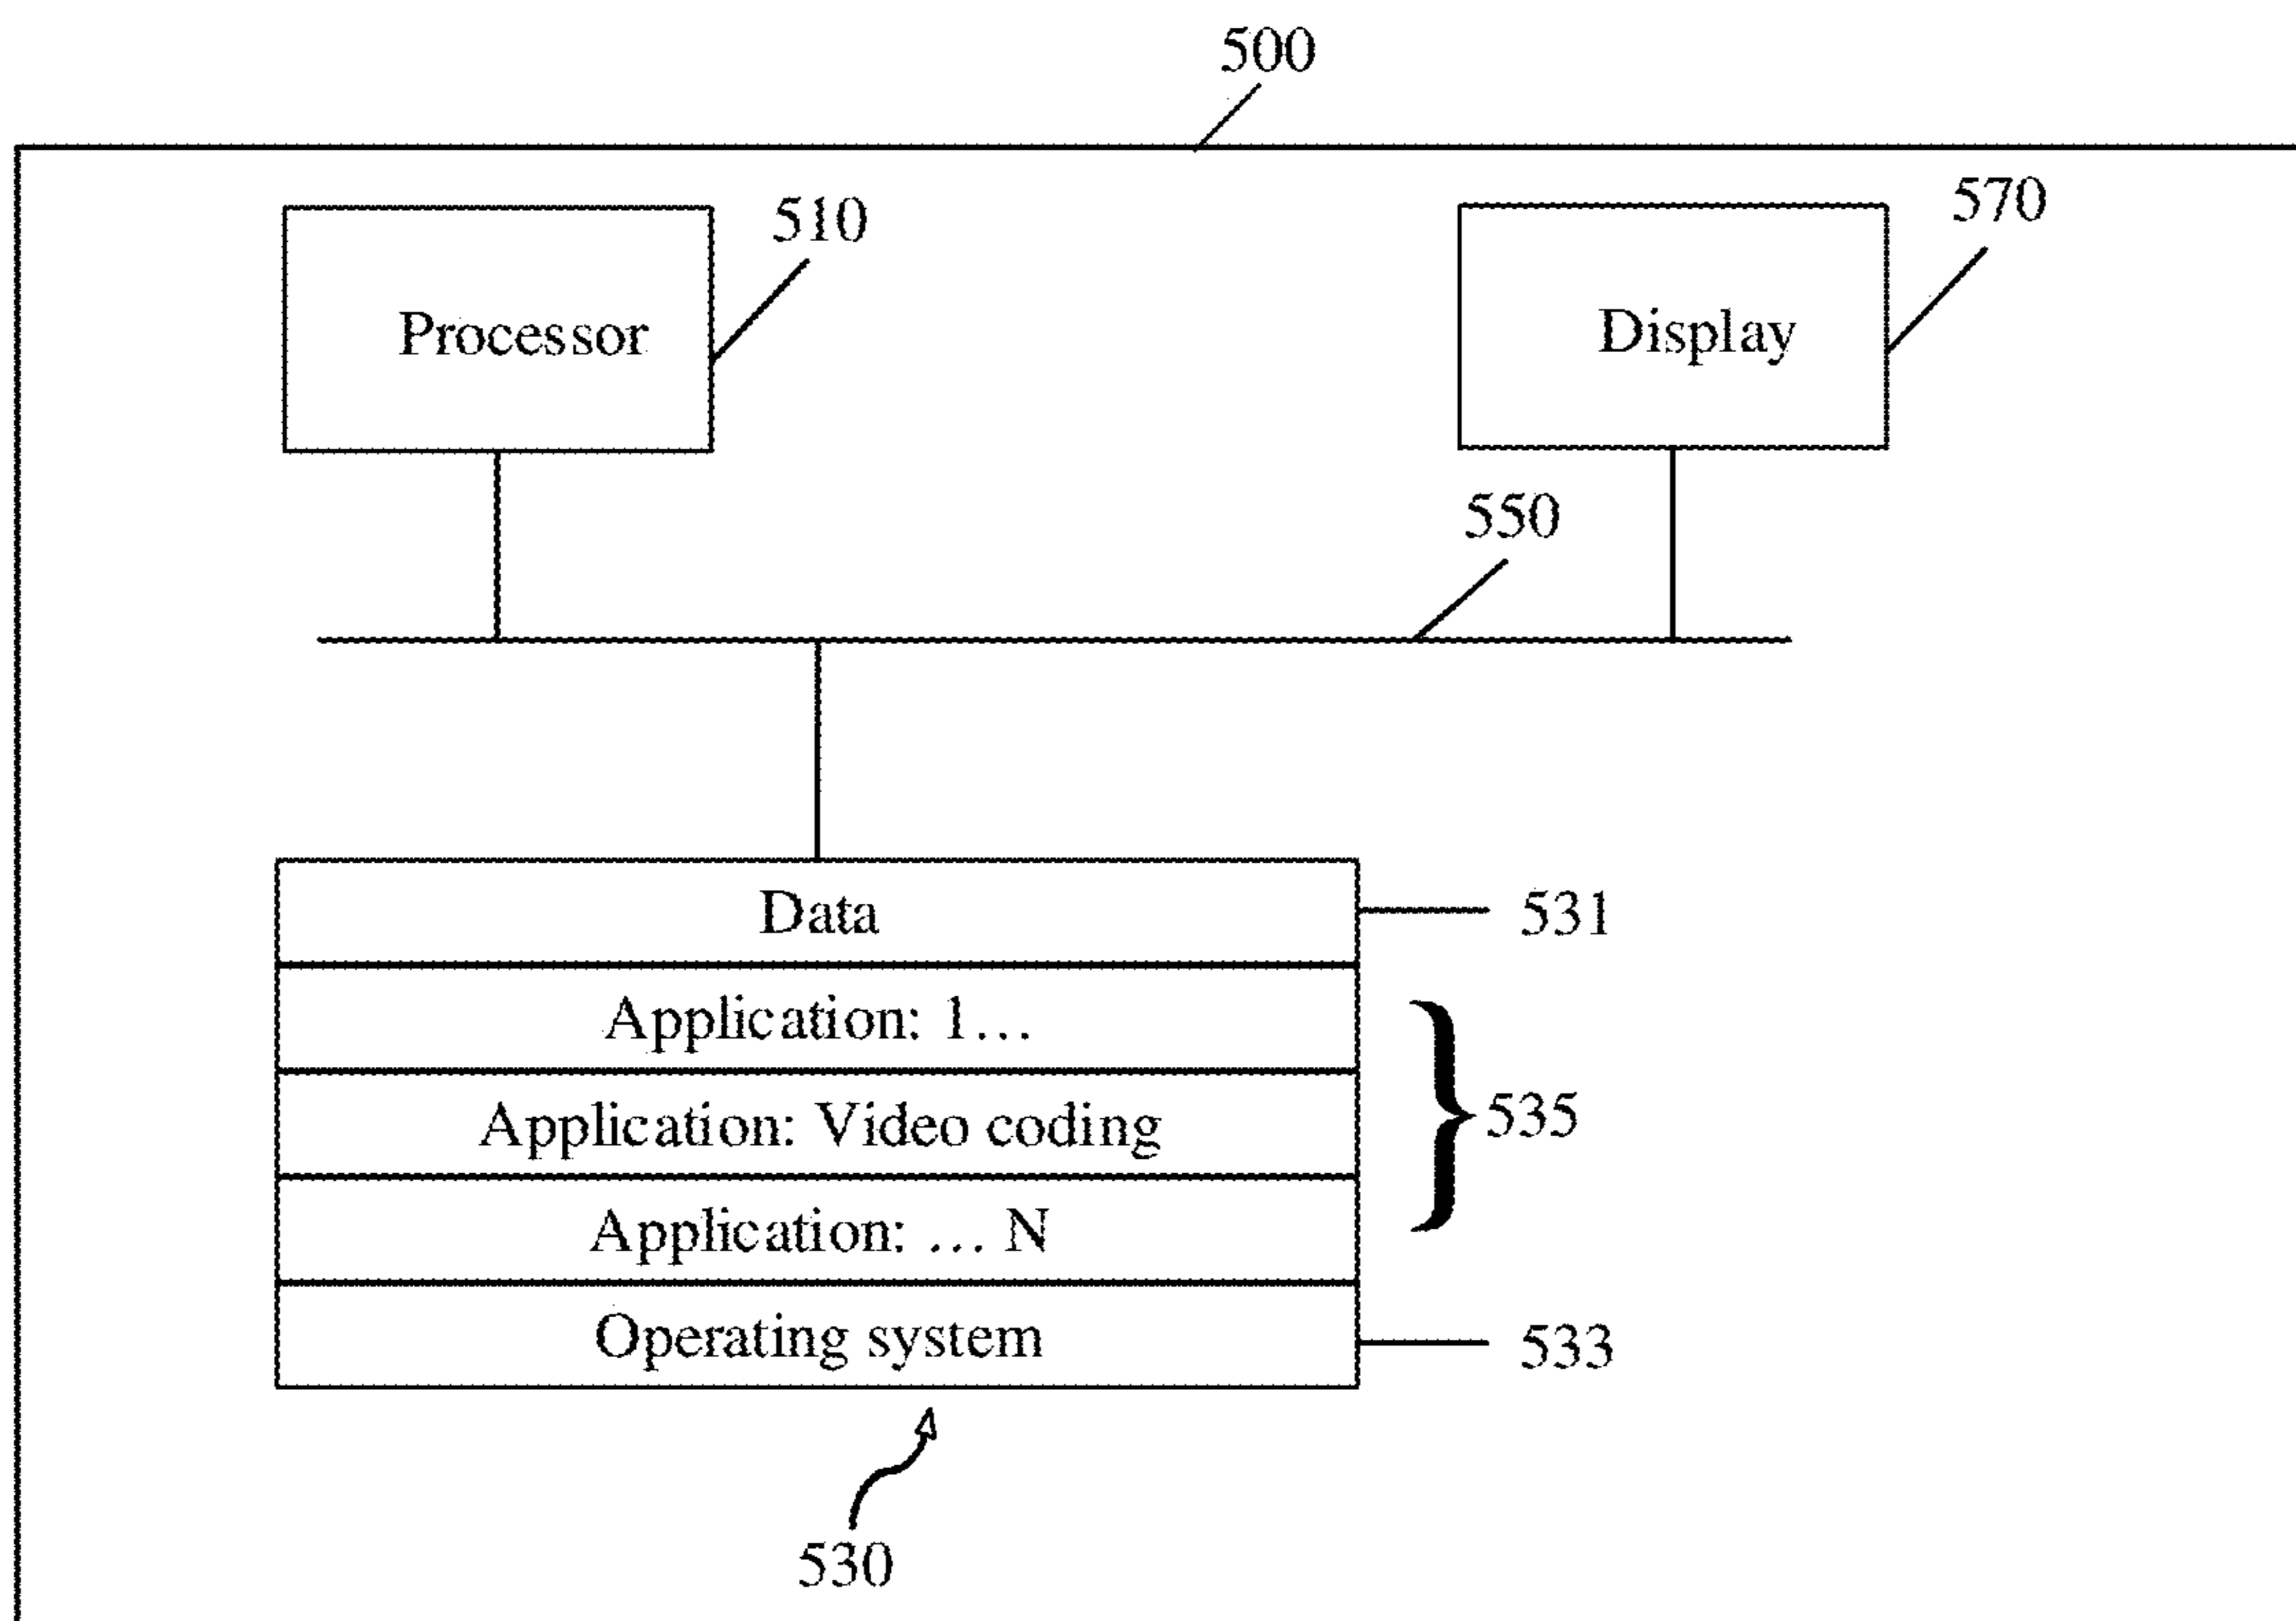 500
510
570
Processor
Display
550
Data
531
Application: 1...
Application: Video coding
535
Application: ... N
Operating system
533
530